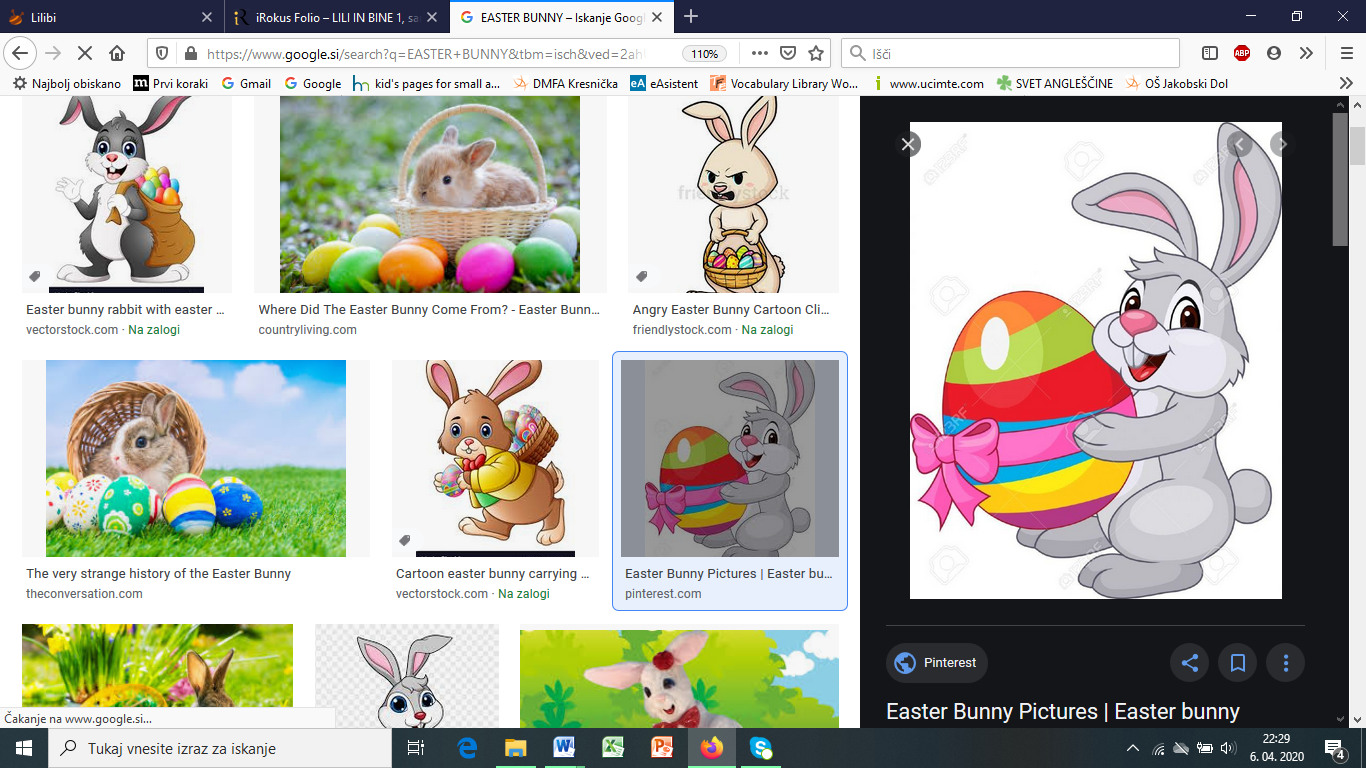 Lilibi
iRokus Folio – LILI IN BINE 1, sa
EASTER BUNNY – Iskanje Goog
https://www.google.si/search?q=EASTER+BUNNY&tbm=isch&ved=2ah
110%
Išči
ABP
Najbolj obiskano
Prvi koraki
Gmail
Google
kid's pages for small a...
DMFA Kresnička
eAsistent
Vocabulary Library Wo...
www.ucimte.com
SVET ANGLEŠČINE
OŠ Jakobski Dol
Easter bunny rabbit with easter ...
vectorstock.com · Na zalogi
Where Did The Easter Bunny Come From? - Easter Bunn...
countryliving.com
friendlystock
Angry Easter Bunny Cartoon Cli...
friendlystock.com · Na zalogi
The very strange history of the Easter Bunny
theconversation.com
Cartoon easter bunny carrying ...
vectorstock.com · Na zalogi
Easter Bunny Pictures | Easter bu...
pinterest.com
Pinterest
Easter Bunny Pictures | Easter bunny
Čakanje na www.google.si...
Tukaj vnesite izraz za iskanje
22:29
6. 04. 2020
4